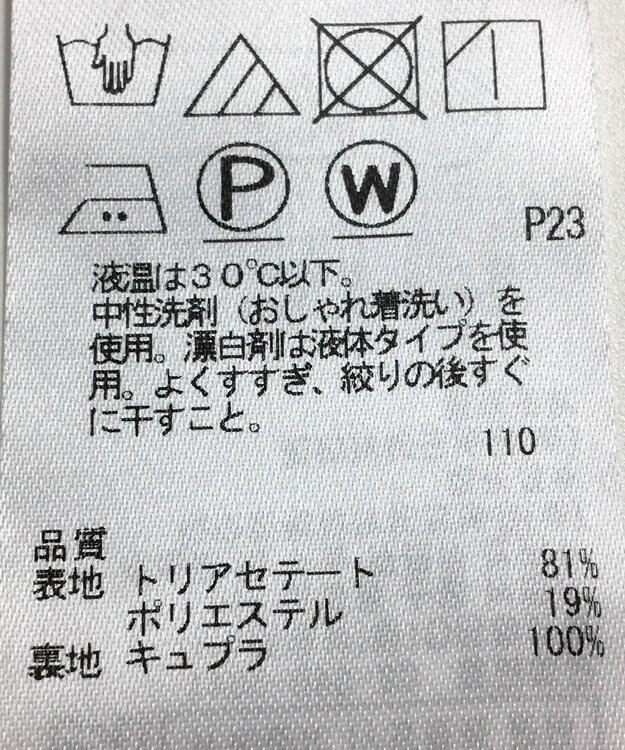 P W
P23
液温は30℃以下。
中性洗剤（おしゃれ着洗い）を
使用。漂白剤は液体タイプを使
用。よくすすぎ、絞りの後すぐ
に干すこと。
110
品質
表地 トリアセテート 81%
ポリエステル 19%
裏地 キュプラ 100%